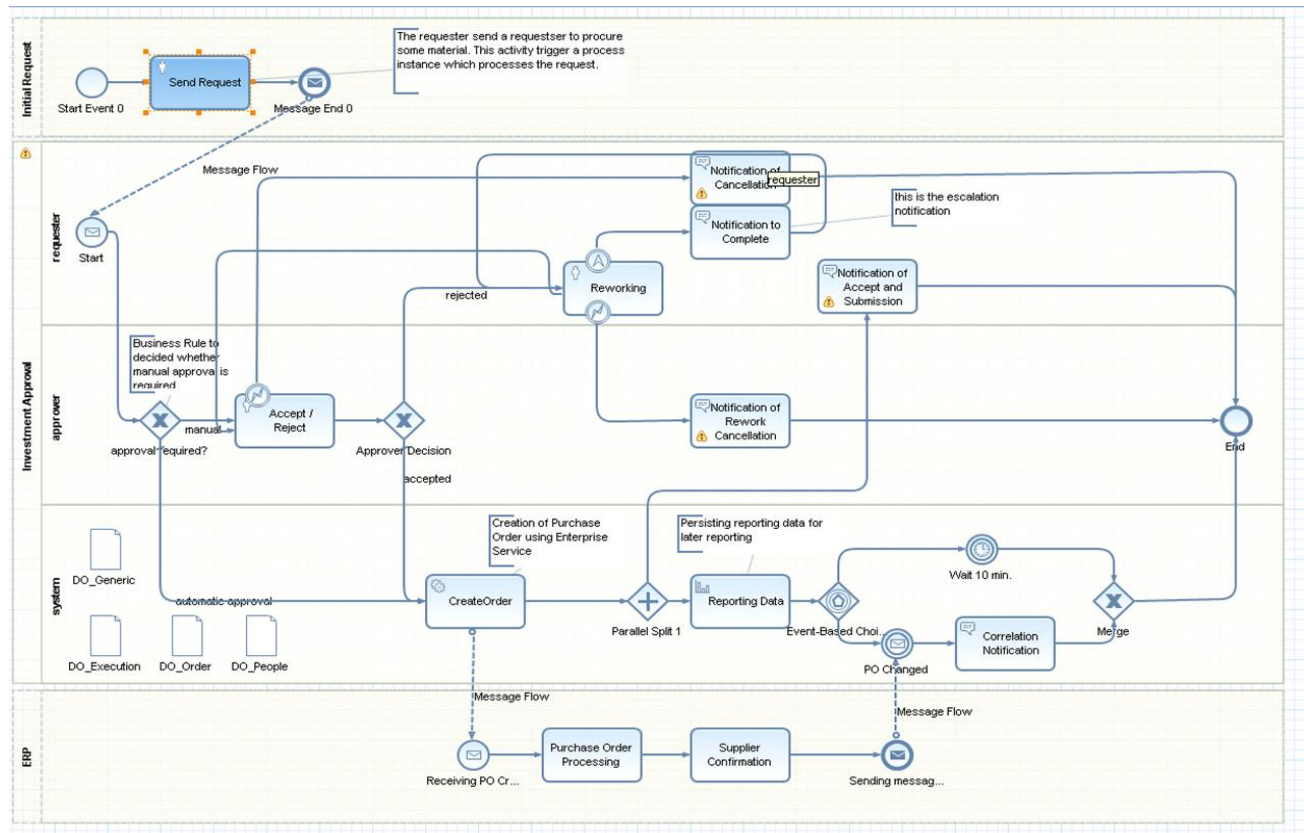 Initial Request
Start Event 0
Send Request
Message End 0
The requester send a requestser to procure
some material. This activity trigger a process
instance which processes the request.
Message Flow
Investment Approval
requester
Start
Notification of
Cancellation
requester
Notification to
Complete
this is the escalation
notification
rejected
Reworking
Notification of
Accept and
Submission
approver
Business Rule to
decided whether
manual approval is
required
approval required?
manual
Accept /
Reject
Approver Decision
accepted
Notification of
Rework
Cancellation
End
system
DO_Generic
DO_Execution
DO_Order
DO_People
automatic approval
Creation of Purchase
Order using Enterprise
Service
CreateOrder
Parallel Split 1
Persisting reporting data for
later reporting
Reporting Data
Event-Based Choi...
Wait 10 min.
PO Changed
Correlation
Notification
Merge
ERP
Message Flow
Receiving PO Cr...
Purchase Order
Processing
Supplier
Confirmation
Message Flow
Sending messag...